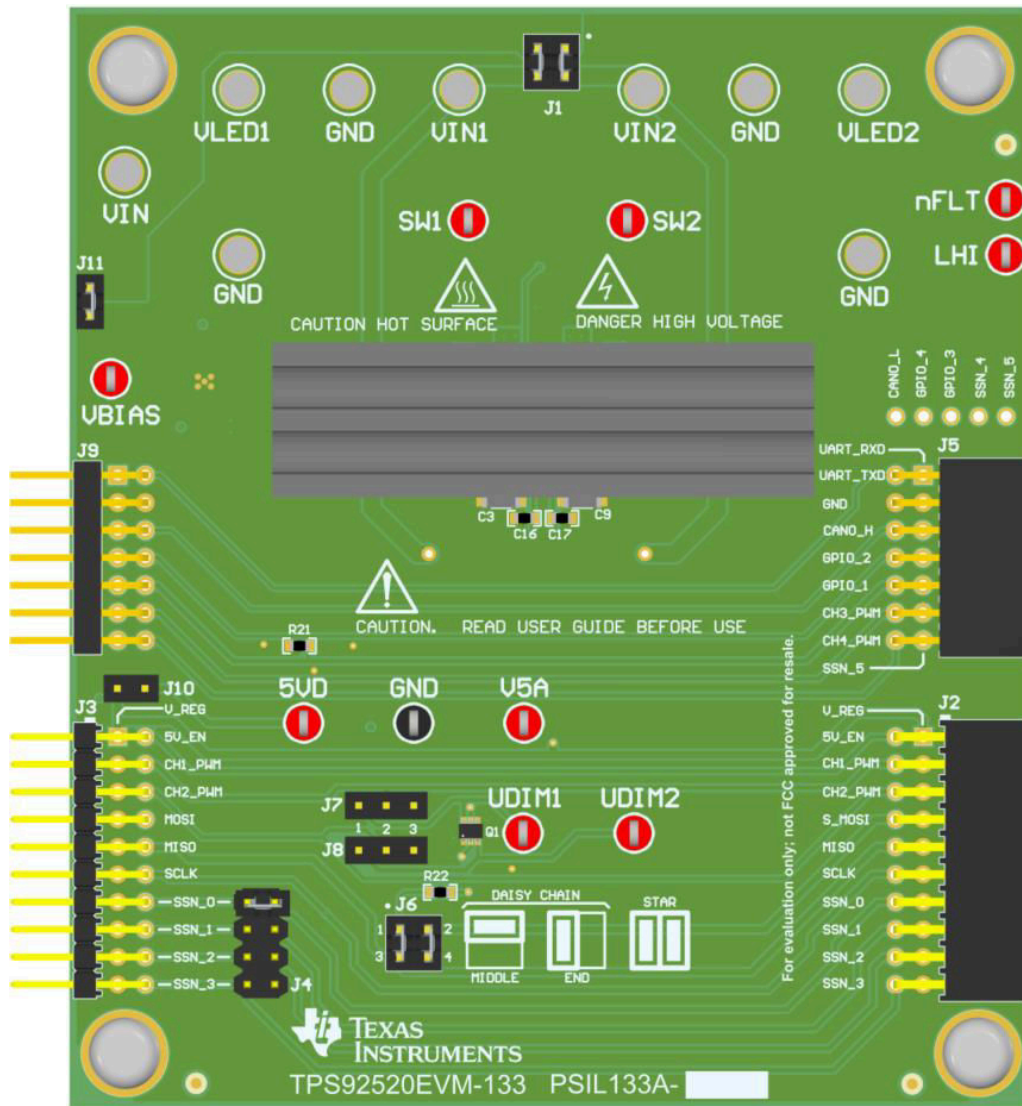 J1
VLED1
GND
VIN1
VIN2
GND
VLED2
VIN
nFLT
SW1
SW2
LHI
J11
GND
GND
CAUTION HOT SURFACE
DANGER HIGH VOLTAGE
VBIAS
CANO_L
GPIO_4
GPIO_3
SSN_4
SSN_5
J9
J5
UART_RXD
UART_TXD
GND
CANO_H
GPIO_2
GPIO_1
CH3_PWM
CH4_PWM
SSN_5
C3
C16
C17
C9
CAUTION. READ USER GUIDE BEFORE USE
R21
For evaluation only; not FCC approved for resale.
J10
5VD
GND
V5A
J3
V_REG
5V_EN
CH1_PWM
CH2_PWM
MOSI
MISO
SCLK
SSN_0
SSN_1
SSN_2
SSN_3
J4
J2
V_REG
5V_EN
CH1_PWM
CH2_PWM
S_MOSI
MISO
SCLK
SSN_0
SSN_1
SSN_2
SSN_3
J7
1 2 3
J8
Q1
UDIM1
UDIM2
R22
J6
1 2
3 4
DAISY CHAIN
STAR
MIDDLE
END
ti
TEXAS
INSTRUMENTS
TPS92520EVM-133 PSIL133A-